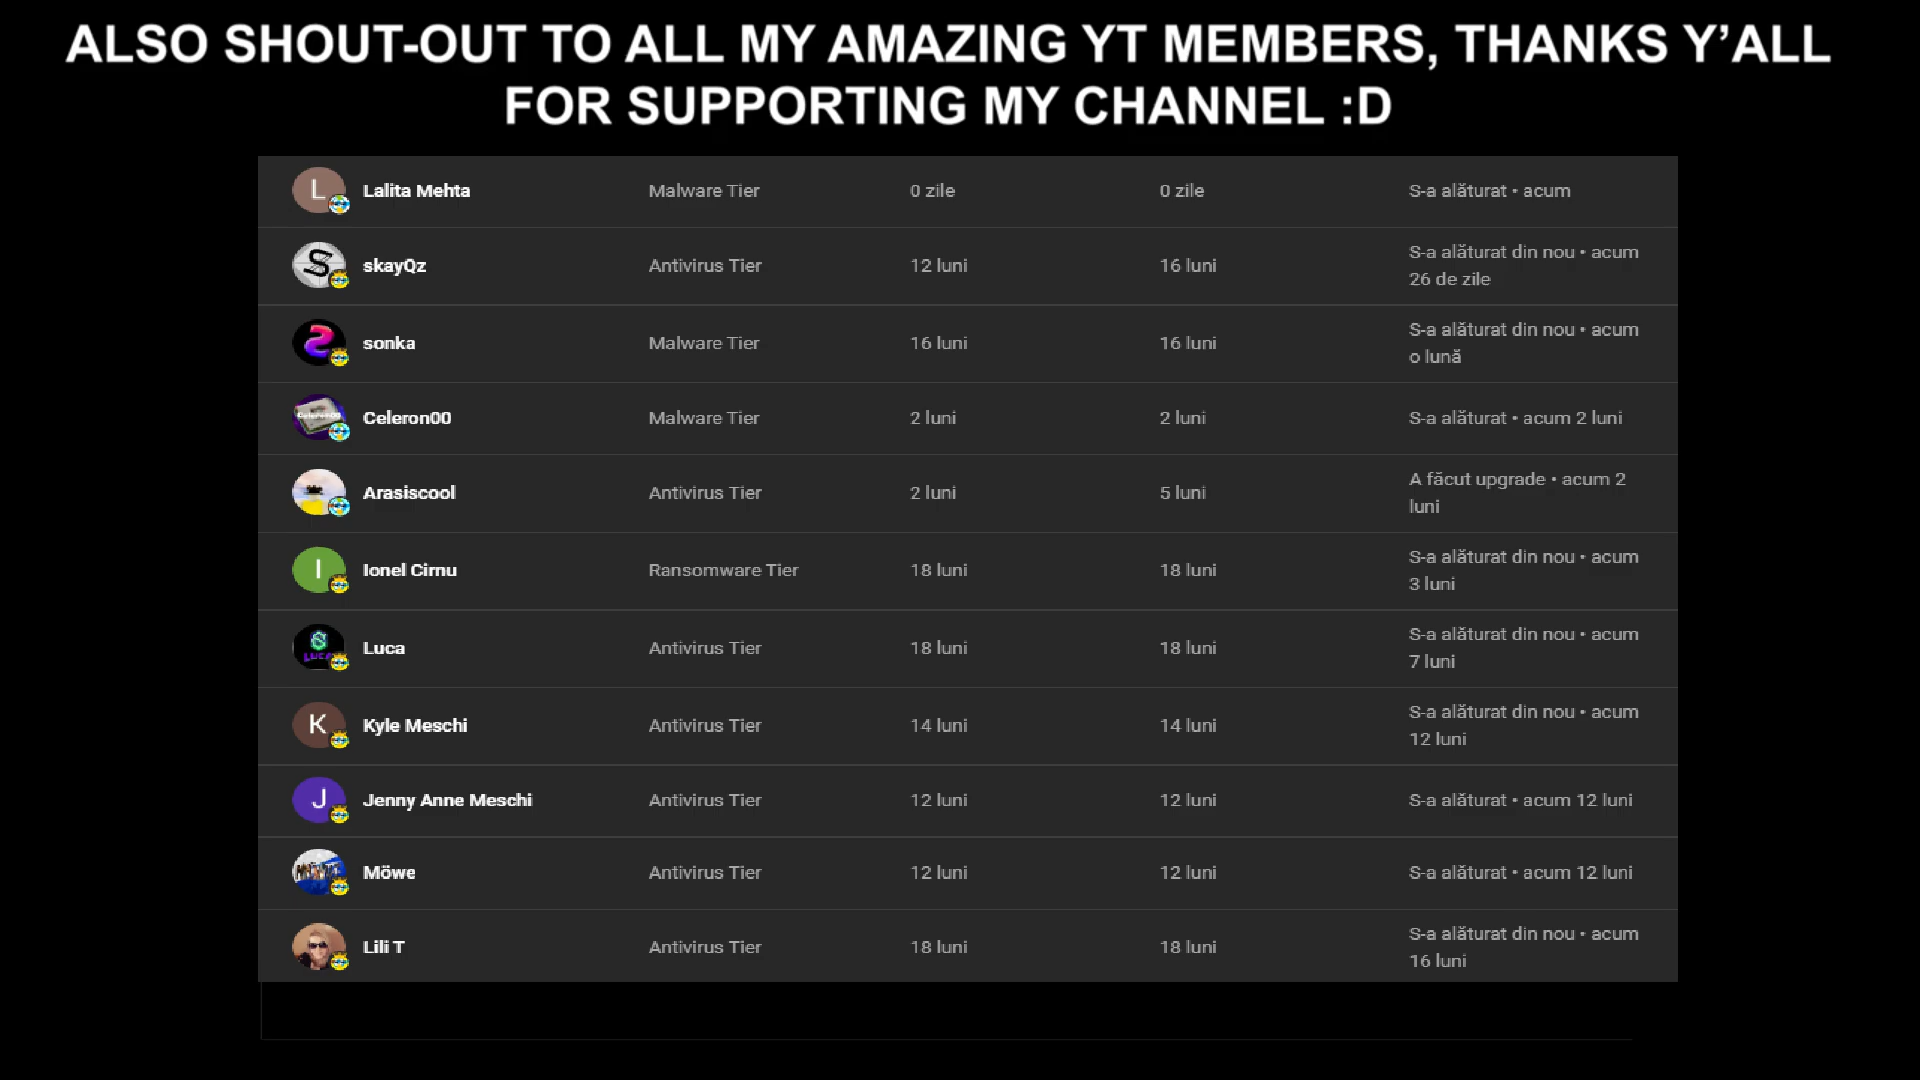 ALSO SHOUT-OUT TO ALL MY AMAZING YT MEMBERS, THANKS Y’ALL
FOR SUPPORTING MY CHANNEL :D
L Lalita Mehta Malware Tier 0 zile 0 zile S-a alăturat • acum
S skayQz Antivirus Tier 12 luni 16 luni S-a alăturat din nou • acum
26 de zile
sonka Malware Tier 16 luni 16 luni S-a alăturat din nou • acum
o lună
Celeron00 Celeron00 Malware Tier 2 luni 2 luni S-a alăturat • acum 2 luni
Arasiscool Antivirus Tier 2 luni 5 luni A făcut upgrade • acum 2
luni
I Ionel Cirnu Ransomware Tier 18 luni 18 luni S-a alăturat din nou • acum
3 luni
LUCA Luca Antivirus Tier 18 luni 18 luni S-a alăturat din nou • acum
7 luni
K Kyle Meschi Antivirus Tier 14 luni 14 luni S-a alăturat din nou • acum
12 luni
J Jenny Anne Meschi Antivirus Tier 12 luni 12 luni S-a alăturat • acum 12 luni
Möwe Antivirus Tier 12 luni 12 luni S-a alăturat • acum 12 luni
Lili T Antivirus Tier 18 luni 18 luni S-a alăturat din nou • acum
16 luni